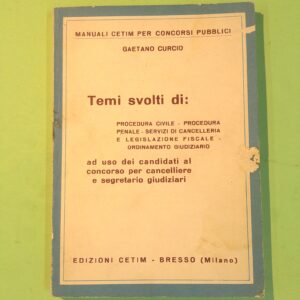 MANUALI CETIM PER CONCORSI PUBBLICI
GAETANO CURCIO
Temi svolti di:
PROCEDURA CIVILE - PROCEDURA
PENALE - SERVIZI DI CANCELLERIA
E LEGISLAZIONE FISCALE -
ORDINAMENTO GIUDIZIARIO
ad uso dei candidati al
concorso per cancelliere
e segretario giudiziari
EDIZIONI CETIM - BRESSO (Milano)